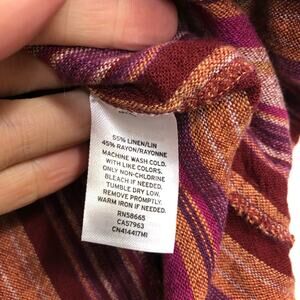 55% LINEN/LIN
45% RAYON/RAYONNE
MACHINE WASH COLD.
WITH LIKE COLORS.
ONLY NON-CHLORINE
BLEACH IF NEEDED.
TUMBLE DRY LOW.
REMOVE PROMPTLY.
WARM IRON IF NEEDED.
RN58665
CA57963
CN414417MI